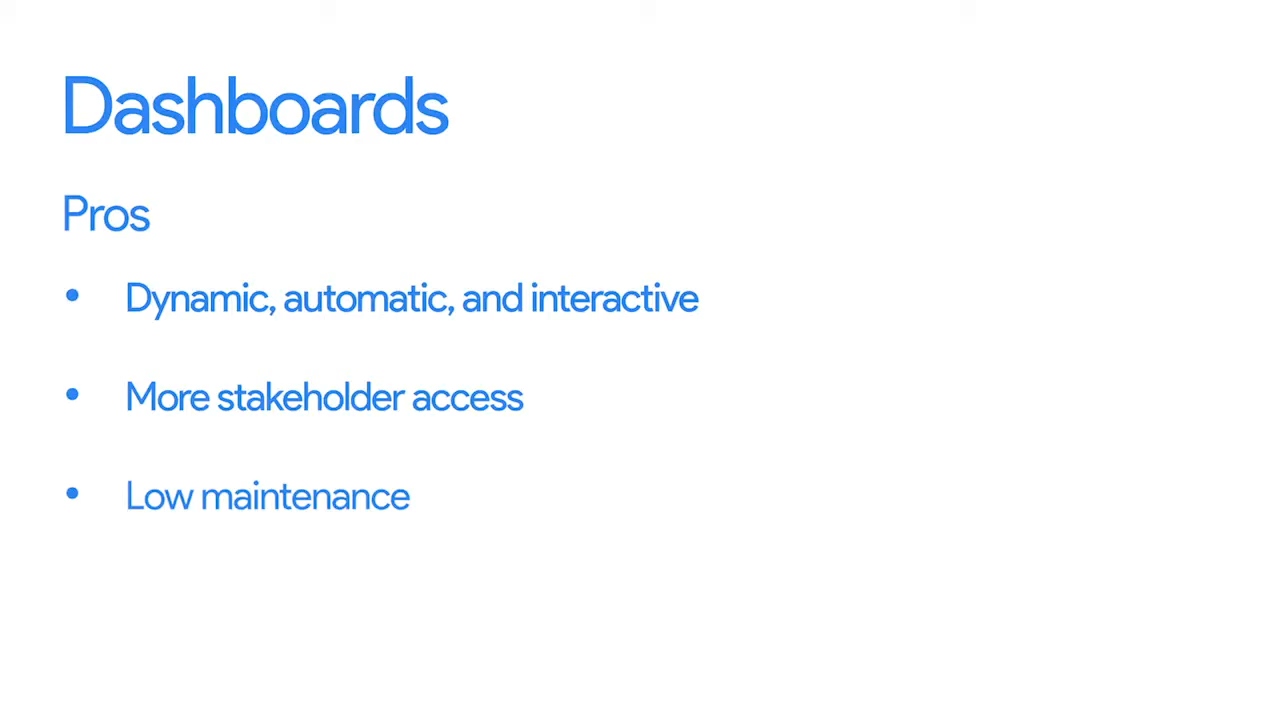 Dashboards
Pros
• Dynamic, automatic, and interactive
• More stakeholder access
• Low maintenance